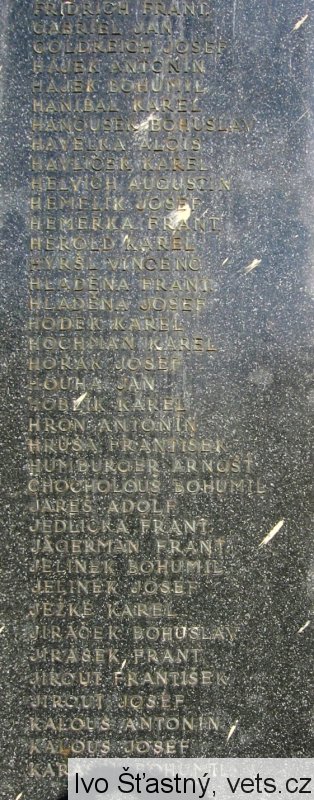 FRIDRICH FRANT.
GABRIEL JAN
GOLDREICH JOSEF
HÁJEK ANTONÍN
HÁJEK BOHUMIL
HANIBAL KAREL
HANOUSEK BOHUSLAV
HAVELKA ALOIS
HAVLÍČEK KAREL
HELVICH AUGUSTIN
HEMELÍK JOSEF
HEMERKA FRANT.
HEROLD KAREL
HYRŠL VINCENC
HLADĚNA FRANT.
HLADĚNA JOSEF
HODEK KAREL
KOCHMAN KAREL
HORÁK JOSEF
HOUHA JAN
KAREL
HRON ANTONÍN
HRUŠA FRANTIŠEK
HUMBURGER ARNOŠT
CHOCHOLOUŠ BOHUMIL
JAREŠ ADOLF
JEDLIČKA FRANT.
JÄGERMAN FRANT.
JELÍNEK BOHUMIL
JELÍNEK JOSEF
JEŽKE KAREL
JIRÁČEK BOHUSLAV
JIRÁSEK FRANT.
JIROUT FRANTIŠEK
JIROUT JOSEF
KALOUS ANTONÍN
KALOUS JOSEF
BOHUMIL
Ivo Šťastný, vets.cz